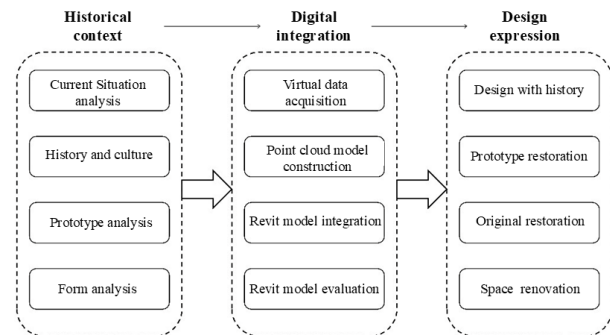 Historical
context
Digital
integration
Design
expression
Current Situation
analysis
History and culture
Prototype analysis
Form analysis
Virtual data
acquisition
Point cloud model
construction
Revit model integration
Revit model evaluation
Design with history
Prototype restoration
Original restoration
Space renovation